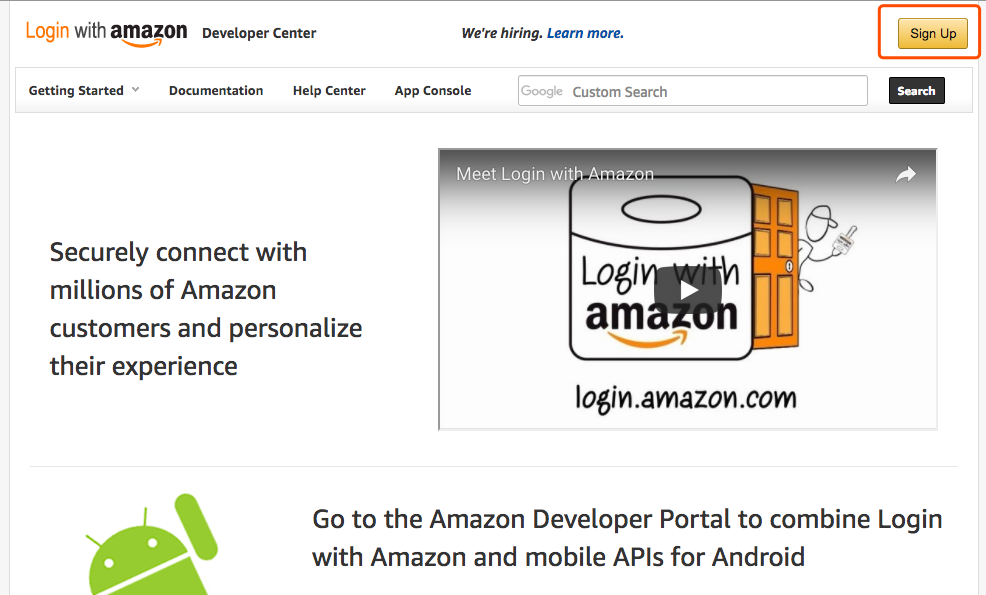 Login with amazon Developer Center We're hiring. Learn more. Sign Up
Getting Started Documentation Help Center App Console Google Custom Search Search
Meet Login with Amazon
Login with
amazon
login.amazon.com
Securely connect with
millions of Amazon
customers and personalize
their experience
Go to the Amazon Developer Portal to combine Login
with Amazon and mobile APIs for Android